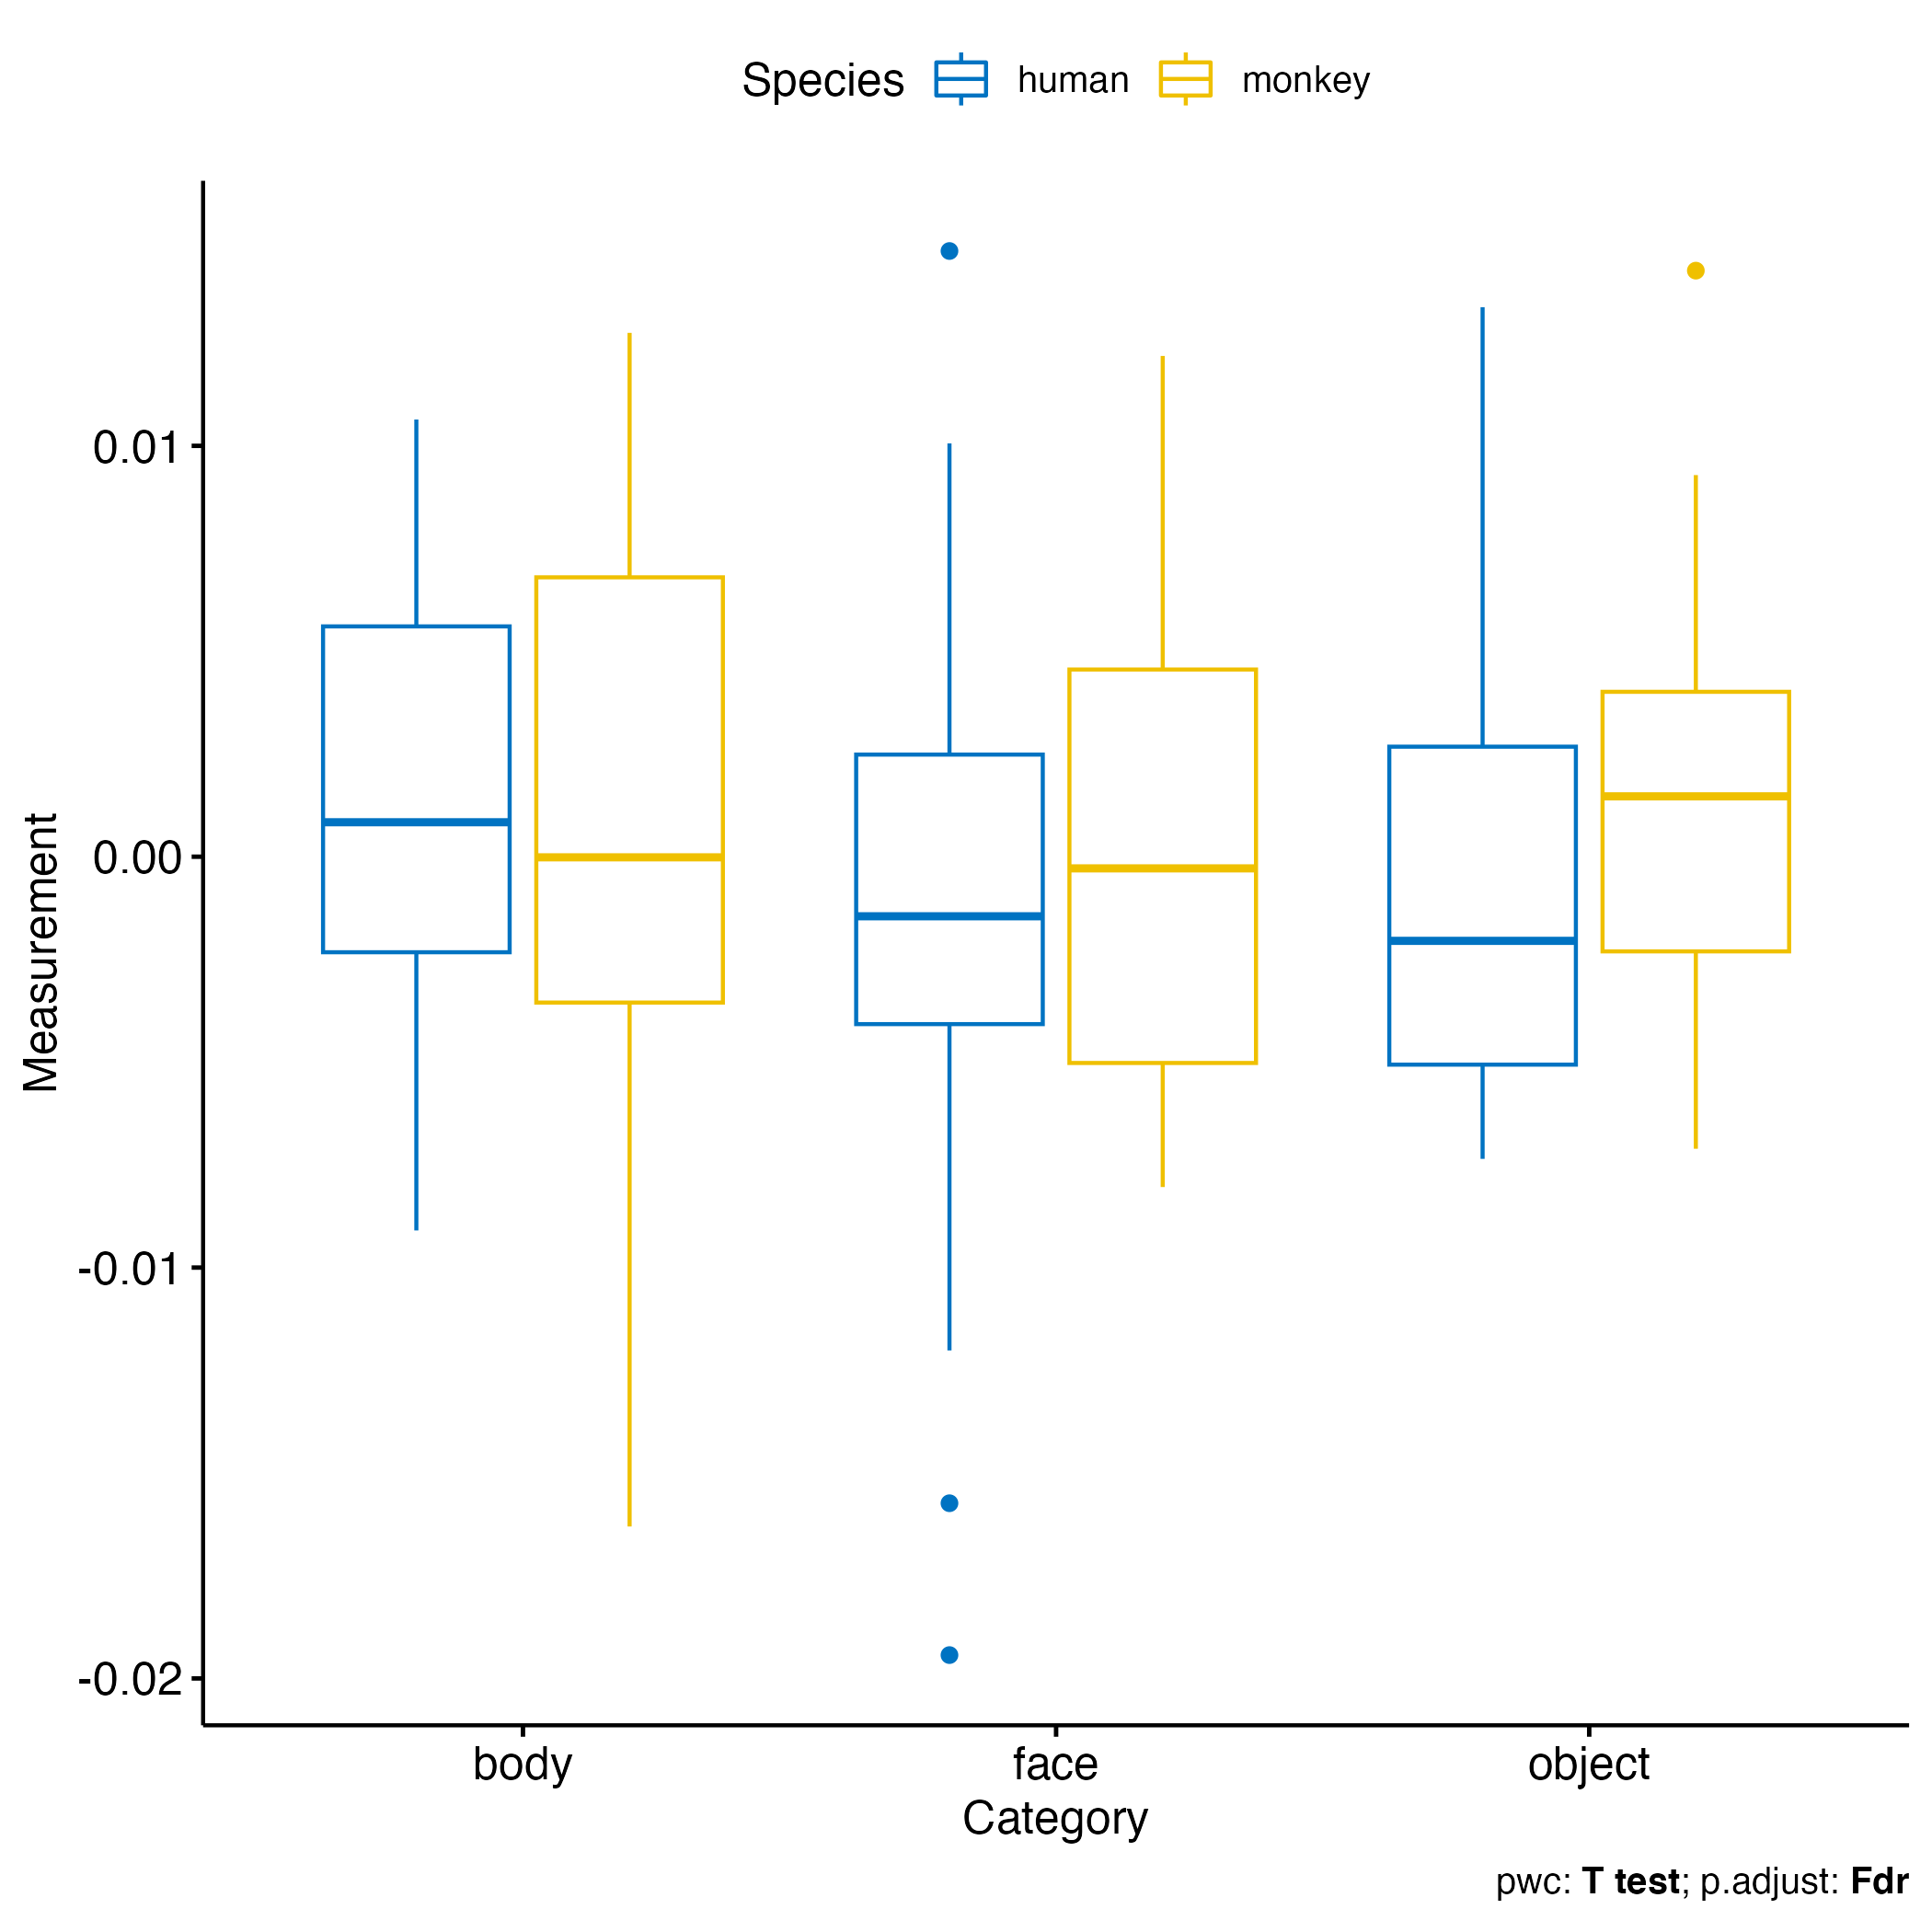 Species human monkey
Measurement
0.01
0.00
-0.01
-0.02
body face object
Category
pwc: T test; p.adjust: Fdr